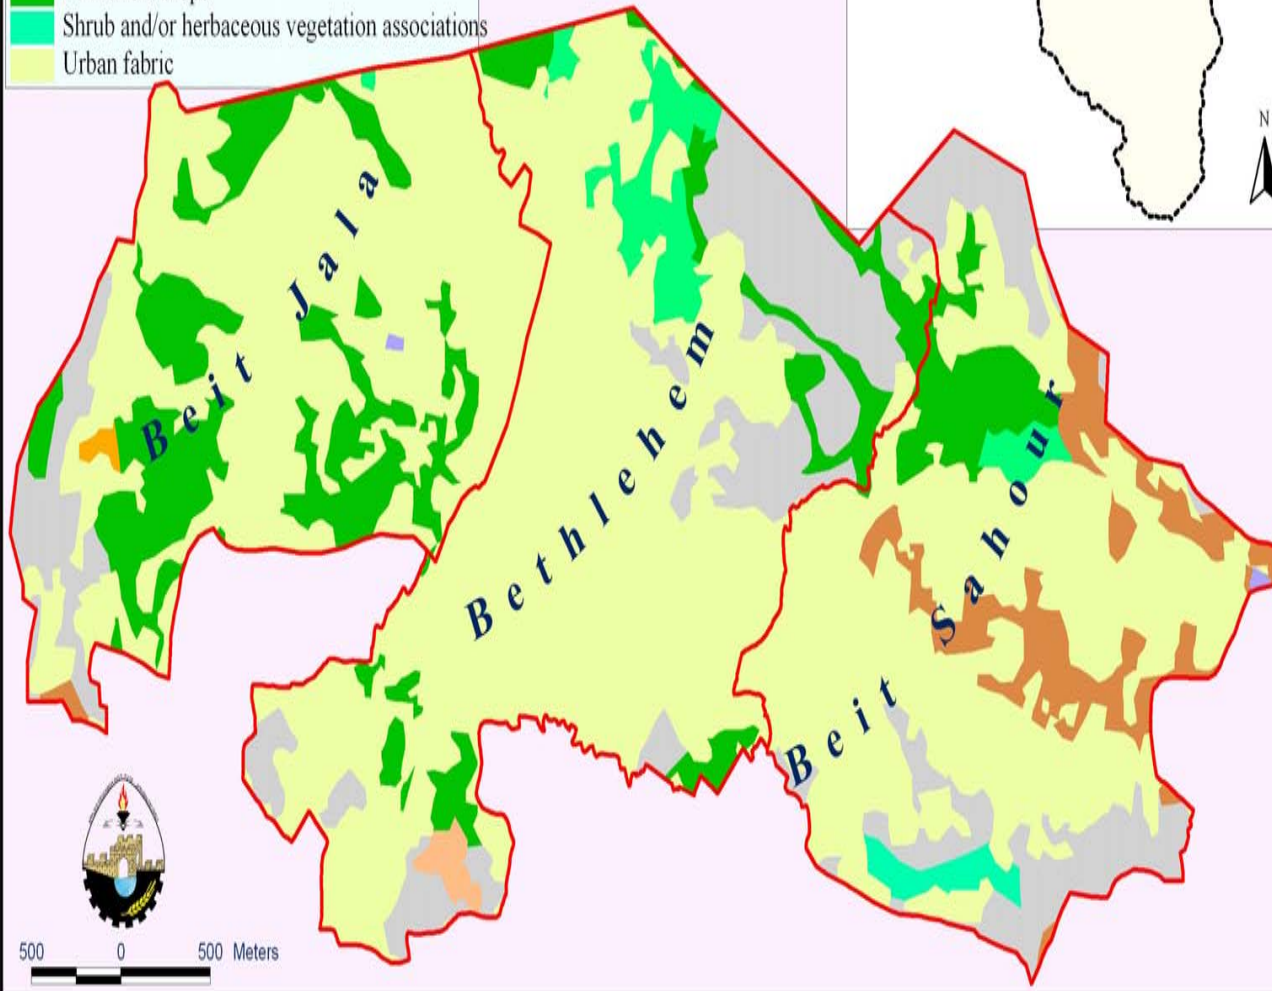 Shrub and/or herbaceous vegetation associations
Urban fabric
N
Beit Jala
Bethlehem
Beit Sahour
500 0 500 Meters